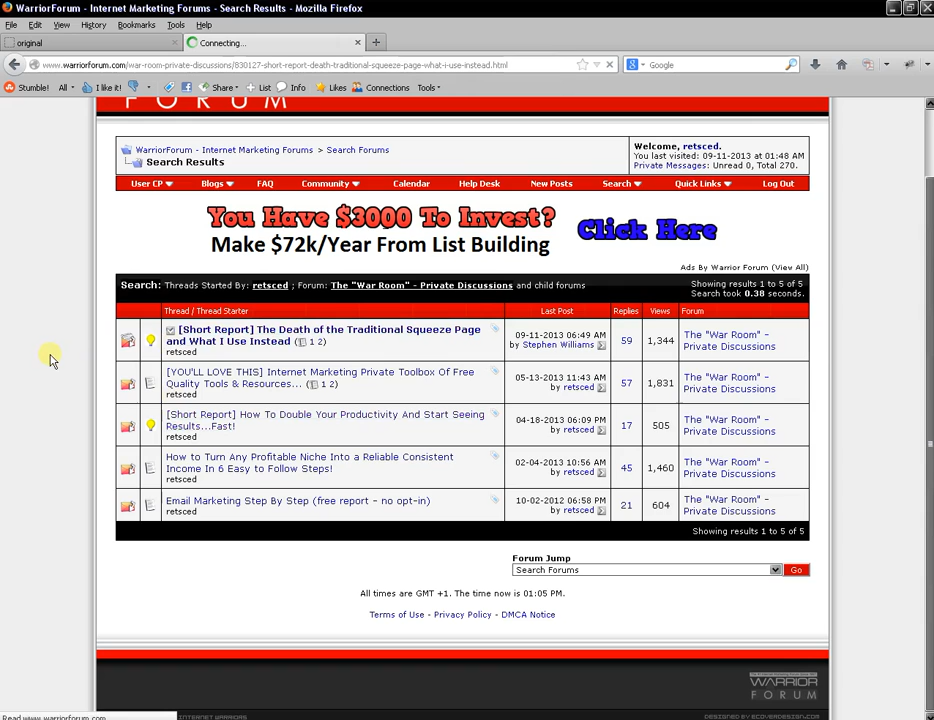 WarriorForum - Internet Marketing Forums - Search Results - Mozilla Firefox
File Edit View History Bookmarks Tools Help
original
Connecting...
www.warriorforum.com/war-room-private-discussions/830127-short-report-death-traditional-squeeze-page-what-i-use-instead.html
Google
Stumble! All I like it! Share Info Likes Connections Tools
+ List
FORUM
WarriorForum - Internet Marketing Forums > Search Forums
Search Results
Welcome, retsced.
You last visited: 09-11-2013 at 01:48 AM
Private Messages: Unread 0, Total 270.
User CP Blogs FAQ Community Calendar Help Desk New Posts Search Quick Links Log Out
You Have $3000 To Invest?
Make $72k/Year From List Building
Click Here
Ads By Warrior Forum (View All)
Search: Threads Started By: retsced ; Forum: The "War Room" - Private Discussions and child forums
Showing results 1 to 5 of 5
Search took 0.38 seconds.
Thread / Thread Starter Last Post Replies Views Forum
[Short Report] The Death of the Traditional Squeeze Page
and What I Use Instead ( 1 2)
retsced
09-11-2013 06:49 AM
by Stephen Williams
59 1,344
The "War Room" -
Private Discussions
[YOU'LL LOVE THIS] Internet Marketing Private Toolbox Of Free
Quality Tools & Resources... ( 1 2)
retsced
05-13-2013 11:43 AM
by retsced
57 1,831
The "War Room" -
Private Discussions
[Short Report] How To Double Your Productivity And Start Seeing
Results...Fast!
retsced
04-18-2013 06:09 PM
by retsced
17 505
The "War Room" -
Private Discussions
How to Turn Any Profitable Niche Into a Reliable Consistent
Income In 6 Easy to Follow Steps!
retsced
02-04-2013 10:56 AM
by retsced
45 1,460
The "War Room" -
Private Discussions
Email Marketing Step By Step (free report - no opt-in)
retsced
10-02-2012 06:58 PM
by retsced
21 604
The "War Room" -
Private Discussions
Showing results 1 to 5 of 5
Forum Jump
Search Forums
Go
All times are GMT +1. The time now is 01:05 PM.
Terms of Use - Privacy Policy - DMCA Notice
WARRIOR
FORUM
Read www.warriorforum.com
INTERNET WARRIORS
DESIGNED BY ECOVERDESIGN.COM